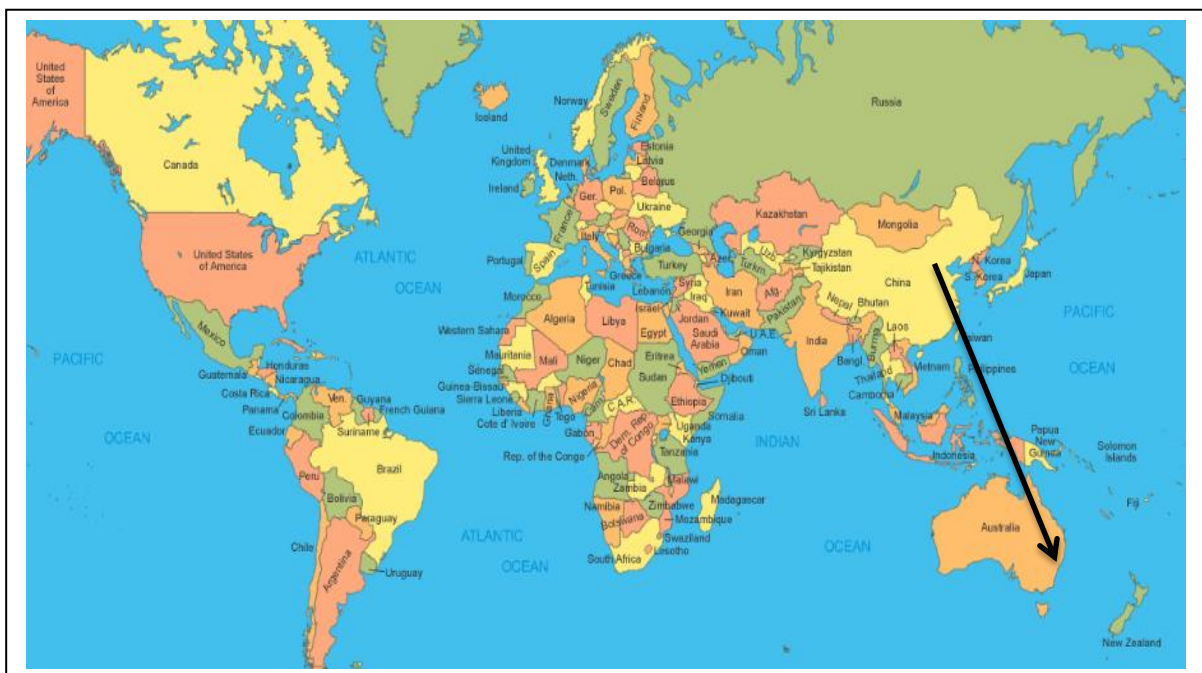 United
States
of America
Canada
Iceland
Norway
Sweden
Finland
Russia
United
Kingdom
Denmark
Neth.
Ireland
Estonia
Latvia
Belarus
Ger.
Pol.
Ukraine
France
Kazakhstan
Mongolia
United States
of America
ATLANTIC
OCEAN
Portugal
Spain
Italy
Rom.
Bulgaria
Georgia
Azer.
Uzb.
Turkm.
Kyrgyzstan
Tajikistan
Greece
Turkey
China
N. Korea
S. Korea
Japan
Tunisia
Lebanon
Syria
Iraq
Iran
Afg.
Morocco
Israel
Jordan
Kuwait
Pakistan
Nepal
Bhutan
PACIFIC
OCEAN
Western Sahara
Algeria
Libya
Egypt
Saudi
Arabia
U.A.E.
Oman
India
Bangl.
Burma
Laos
Taiwan
Mexico
Mauritania
Mali
Niger
Chad
Eritrea
Sudan
Yemen
Djibouti
Thailand
Vietnam
Cambodia
Philippines
PACIFIC
OCEAN
Honduras
Guatemala
Nicaragua
Costa Rica
Panama
Senegal
Guinea-Bissau
Sierra Leone
Liberia
Cote d' Ivoire
Ghana
Togo
Nigeria
Cam.
C.A.R.
Ethiopia
Somalia
Sri Lanka
Malaysia
Ven.
Guyana
French Guiana
Colombia
Suriname
Ecuador
Gabon
Rep. of the Congo
Dem. Rep.
of Congo
Uganda
Kenya
Tanzania
INDIAN
OCEAN
Indonesia
Papua
New
Guinea
Solomon
Islands
Peru
Brazil
Bolivia
Angola
Zambia
Malawi
Zimbabwe
Mozambique
Madagascar
Fiji
Paraguay
Chile
Argentina
Uruguay
ATLANTIC
OCEAN
Namibia
Botswana
Swaziland
Lesotho
South Africa
Australia
New Zealand